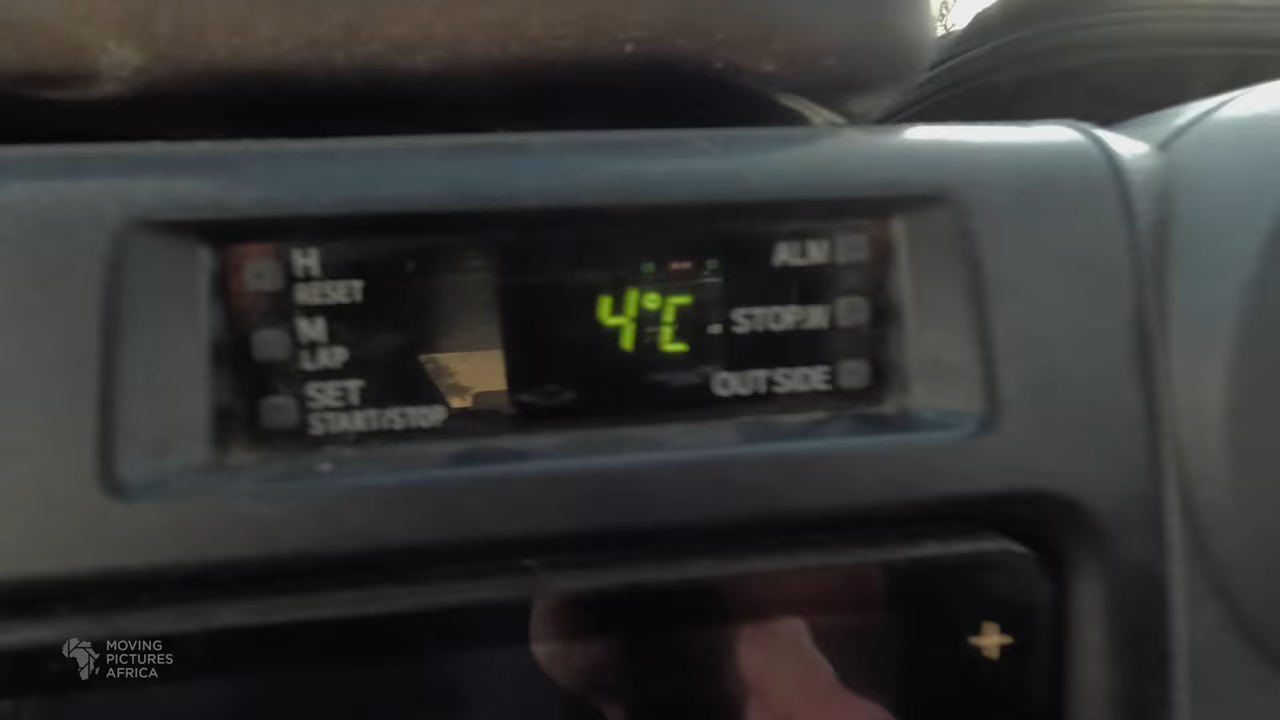 H
RESET
M
LAP
SET
START/STOP
4°C
ALM
STOP.W
OUTSIDE
+
MOVING
PICTURES
AFRICA